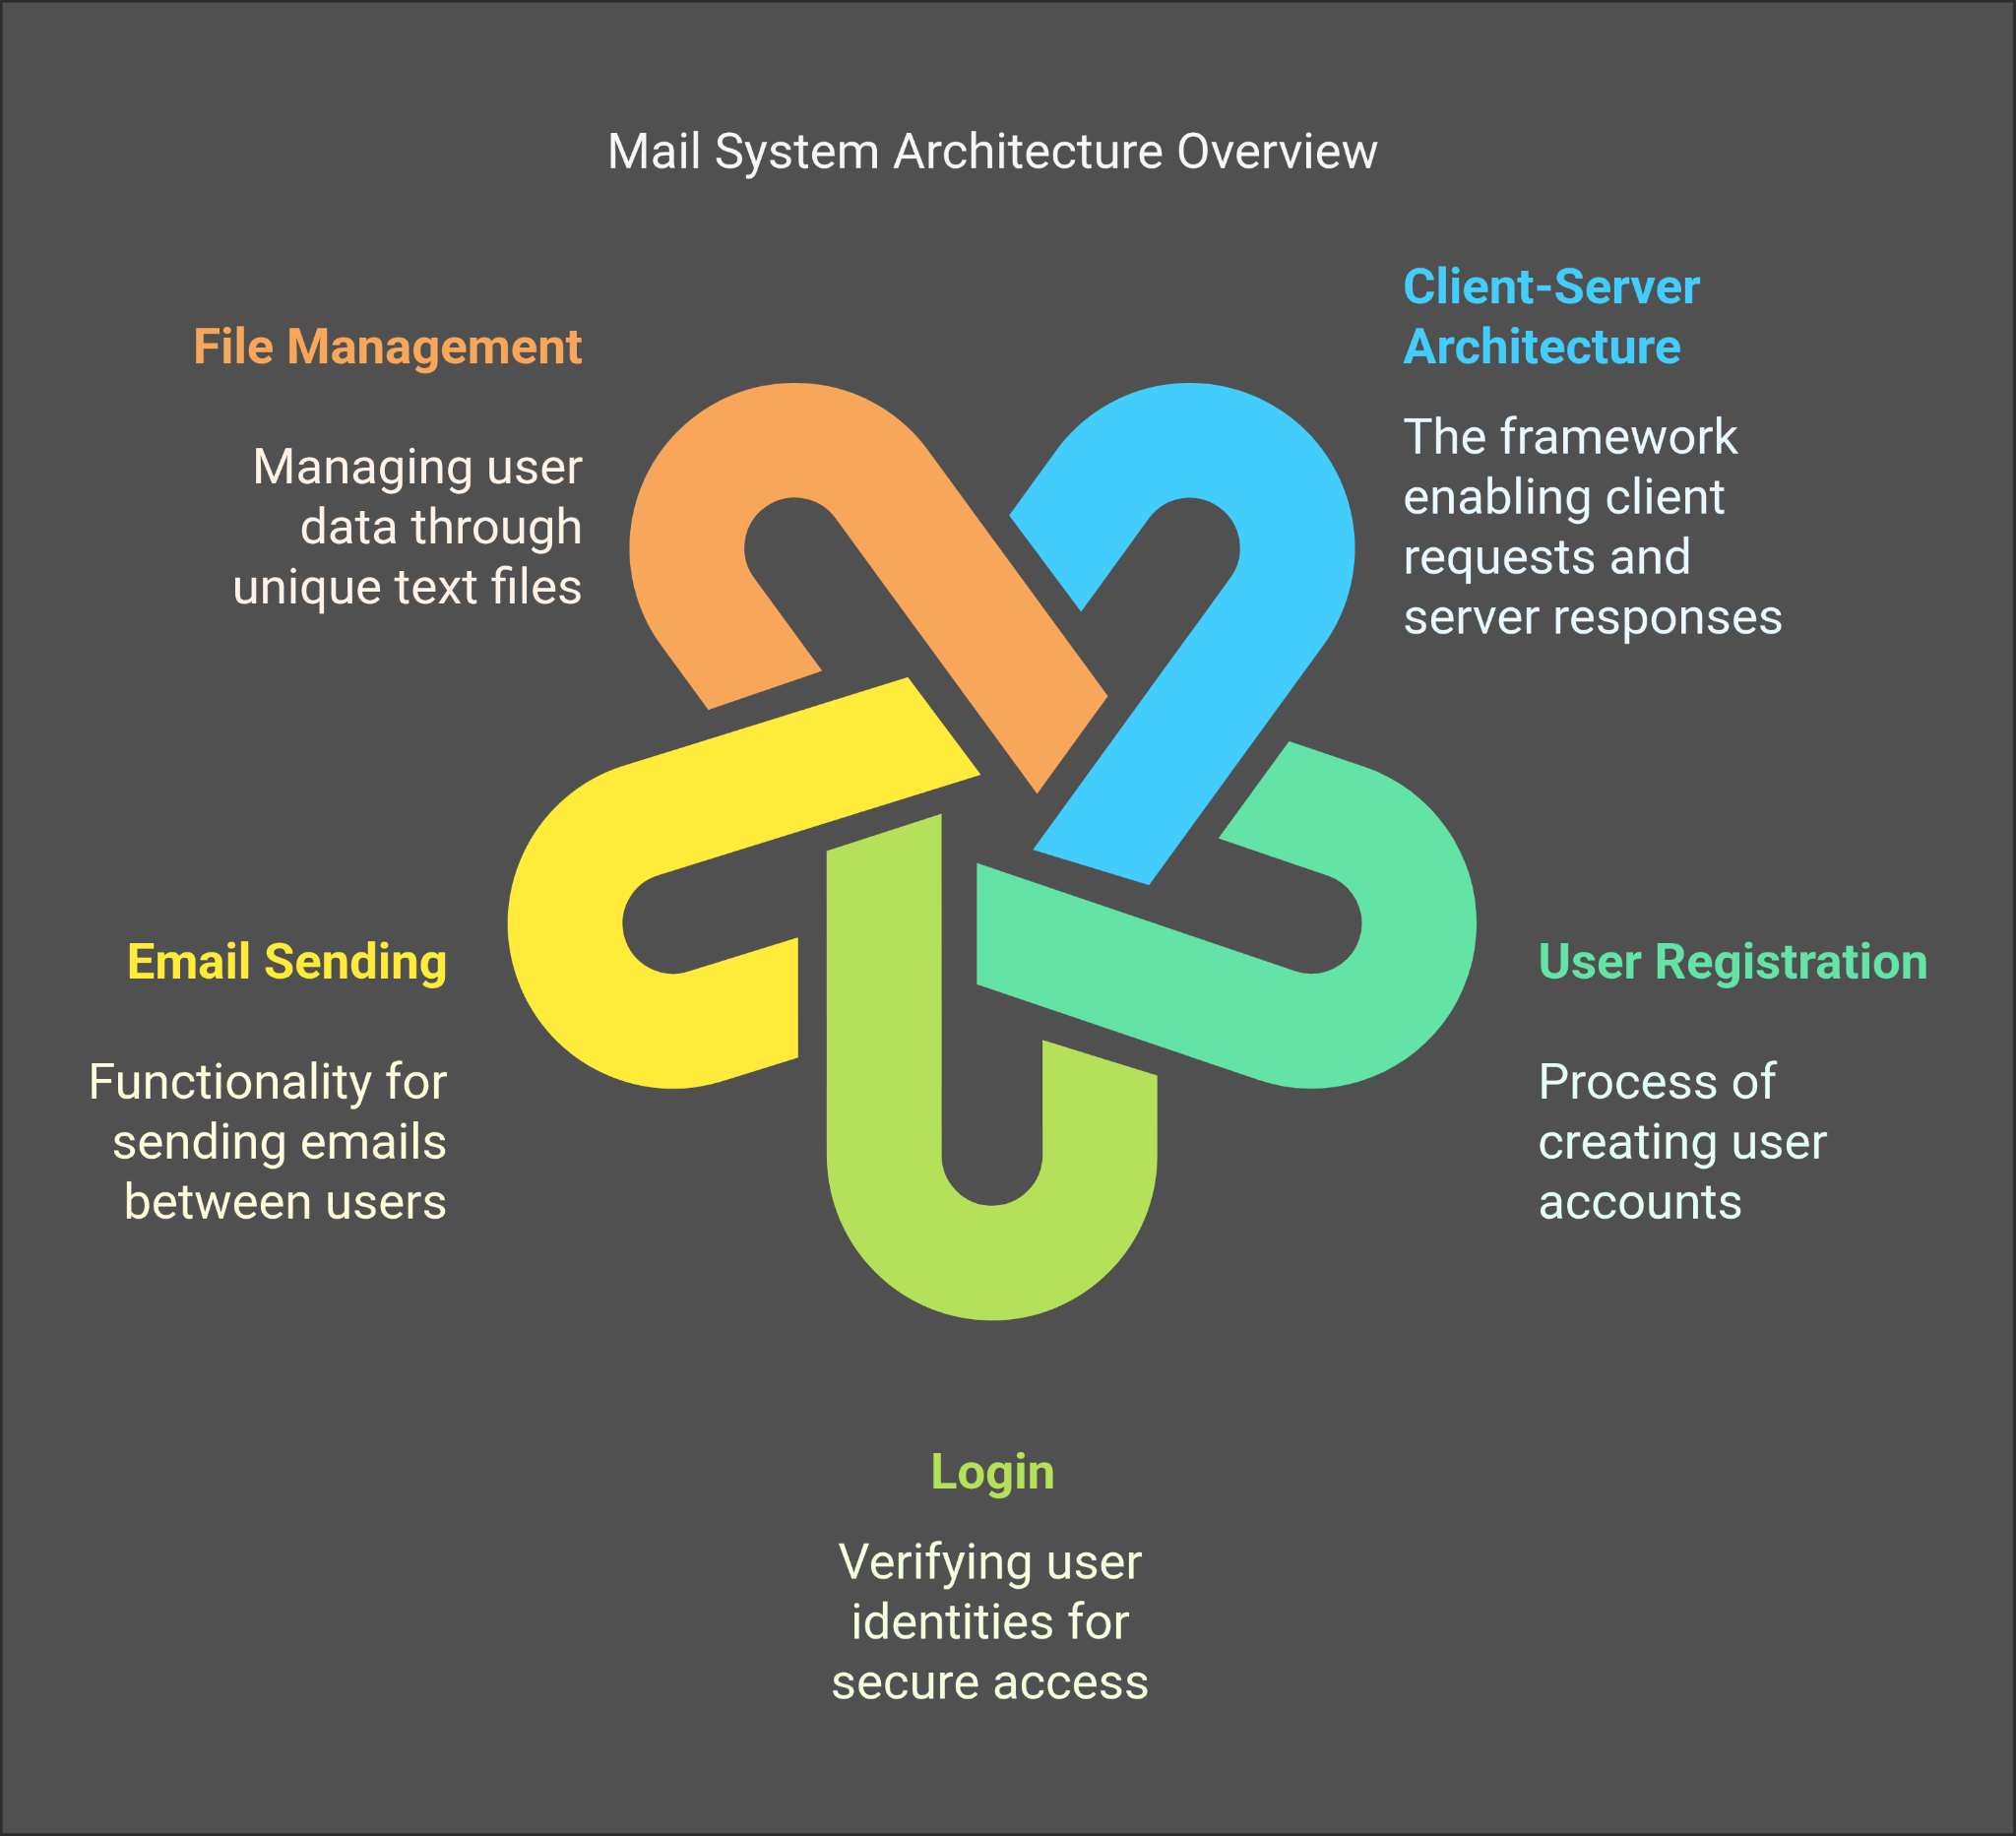 Mail System Architecture Overview
File Management
Managing user
data through
unique text files
Client-Server
Architecture
The framework
enabling client
requests and
server responses
Email Sending
Functionality for
sending emails
between users
User Registration
Process of
creating user
accounts
Login
Verifying user
identities for
secure access